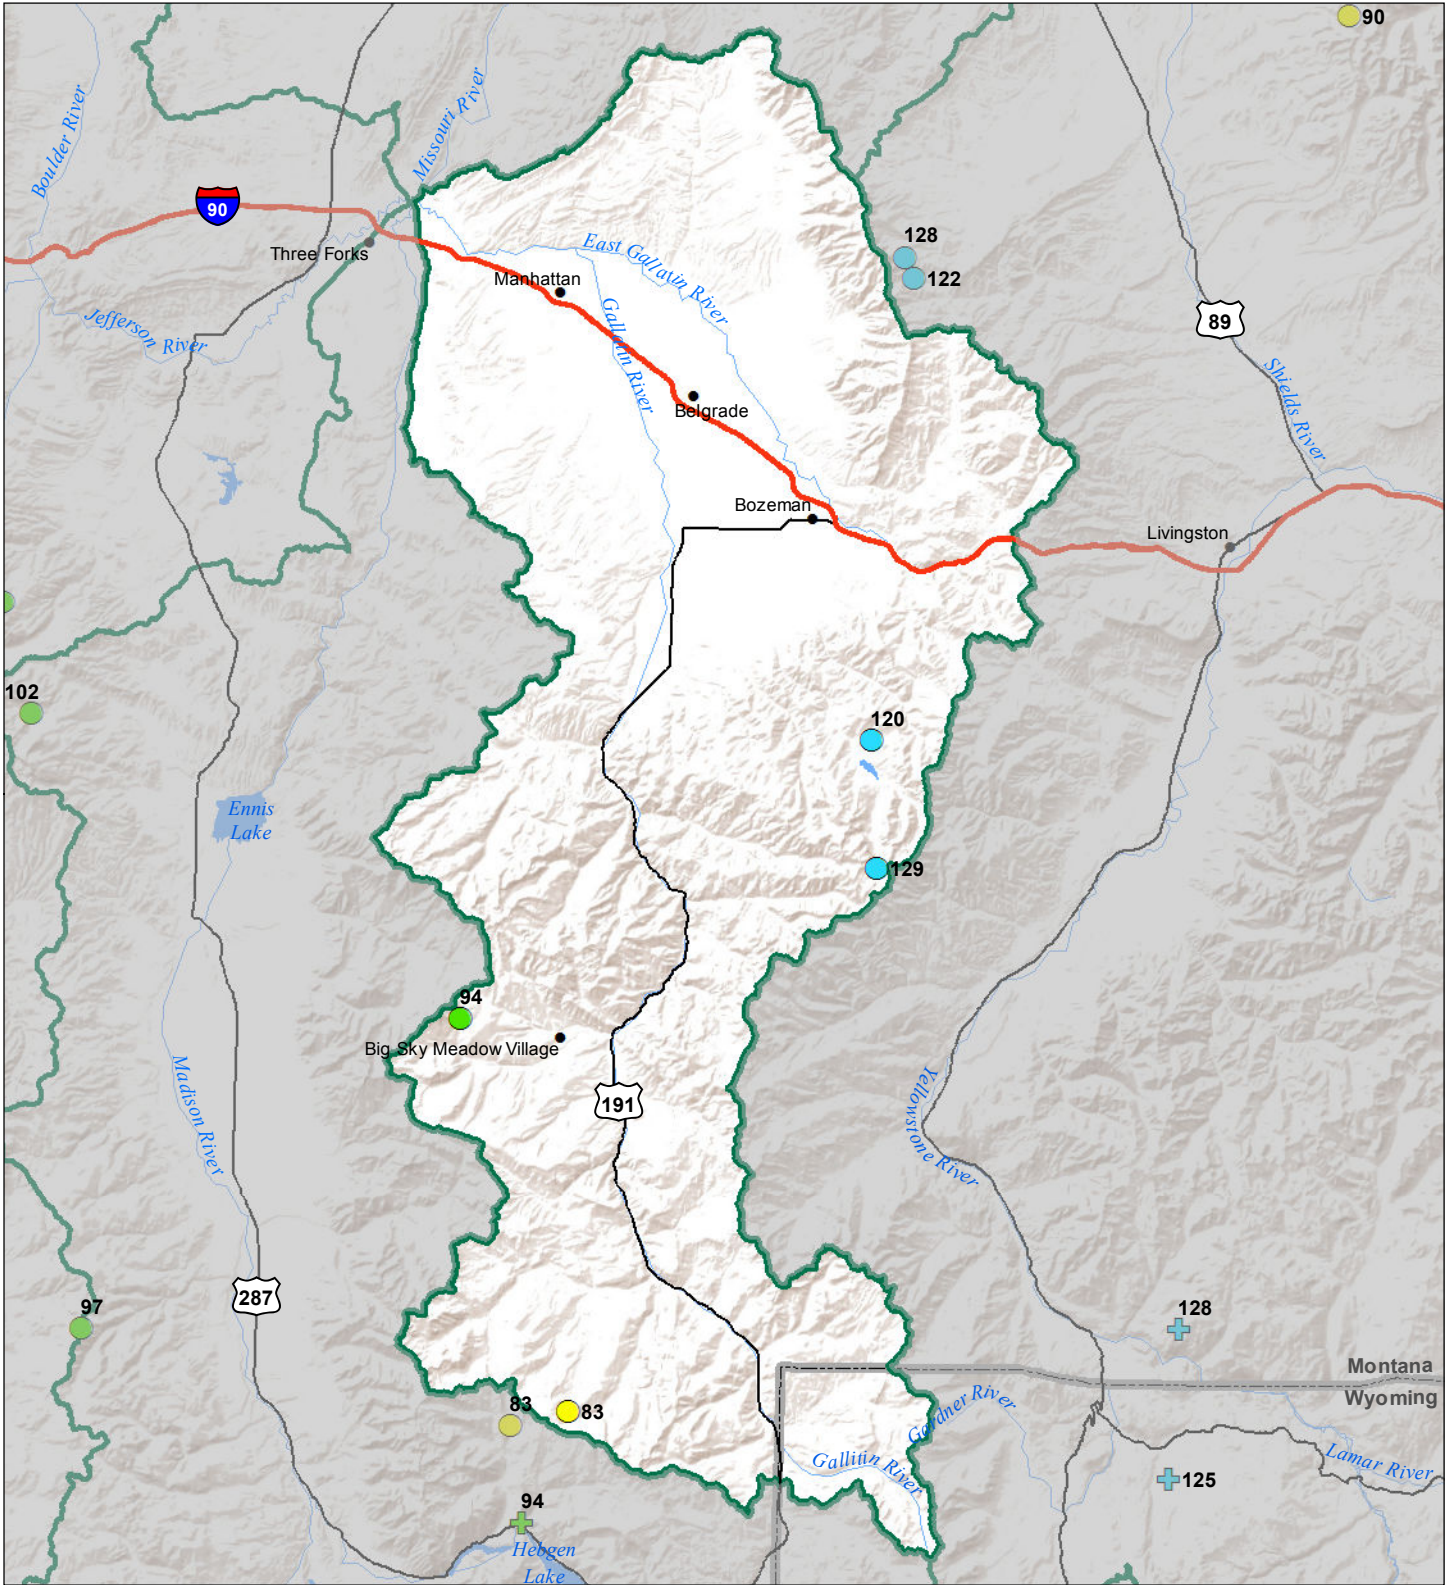 90
Boulder River
Missouri River
90
Three Forks
128
122
East Gallatin River
Manhattan
Gallatin River
89
Jefferson River
Shields River
Belgrade
Bozeman
Livingston
102
120
Ennis
Lake
129
94
Big Sky Meadow Village
Madison River
191
Yellowstone River
287
97
128
Montana
Wyoming
83
83
Gardner River
Gallitin River
Lamar River
125
94
Hebgen
Lake